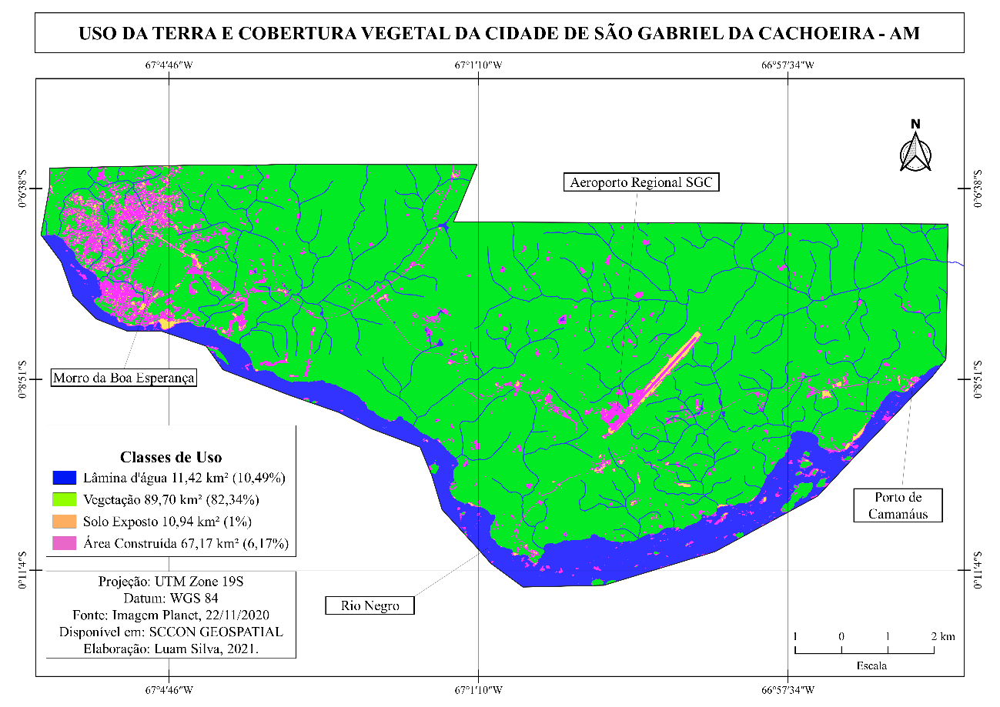 USO DA TERRA E COBERTURA VEGETAL DA CIDADE DE SÃO GABRIEL DA CACHOEIRA - AM
67°4'46"W
67°1'10"W
66°57'34"W
N
0°6'38"S
0°6'38"S
Aeroporto Regional SGC
Morro da Boa Esperança
0°8'51"S
0°8'51"S
Classes de Uso
Lâmina d'água 11,42 km² (10,49%)
Vegetação 89,70 km² (82,34%)
Solo Exposto 10,94 km² (1%)
Área Construída 67,17 km² (6,17%)
Porto de
Camanáus
0°11'4"S
0°11'4"S
Projeção: UTM Zone 19S
Datum: WGS 84
Fonte: Imagem Planet, 22/11/2020
Disponível em: SCCON GEOSPATIAL
Elaboração: Luam Silva, 2021.
Rio Negro
1 0 1 2 km
Escala
67°4'46"W
67°1'10"W
66°57'34"W